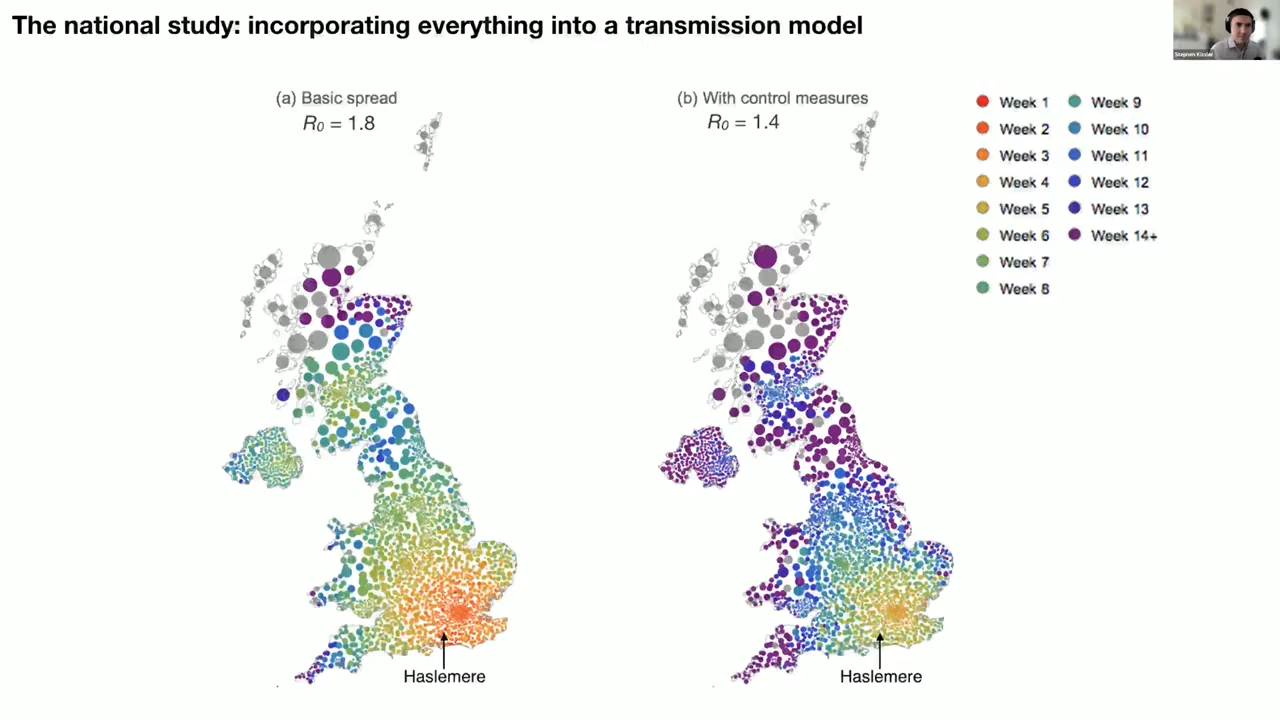 The national study: incorporating everything into a transmission model
Stephen Kissler
(a) Basic spread
R0 = 1.8
(b) With control measures
R0 = 1.4
Week 1
Week 2
Week 3
Week 4
Week 5
Week 6
Week 7
Week 8
Week 9
Week 10
Week 11
Week 12
Week 13
Week 14+
Haslemere
Haslemere